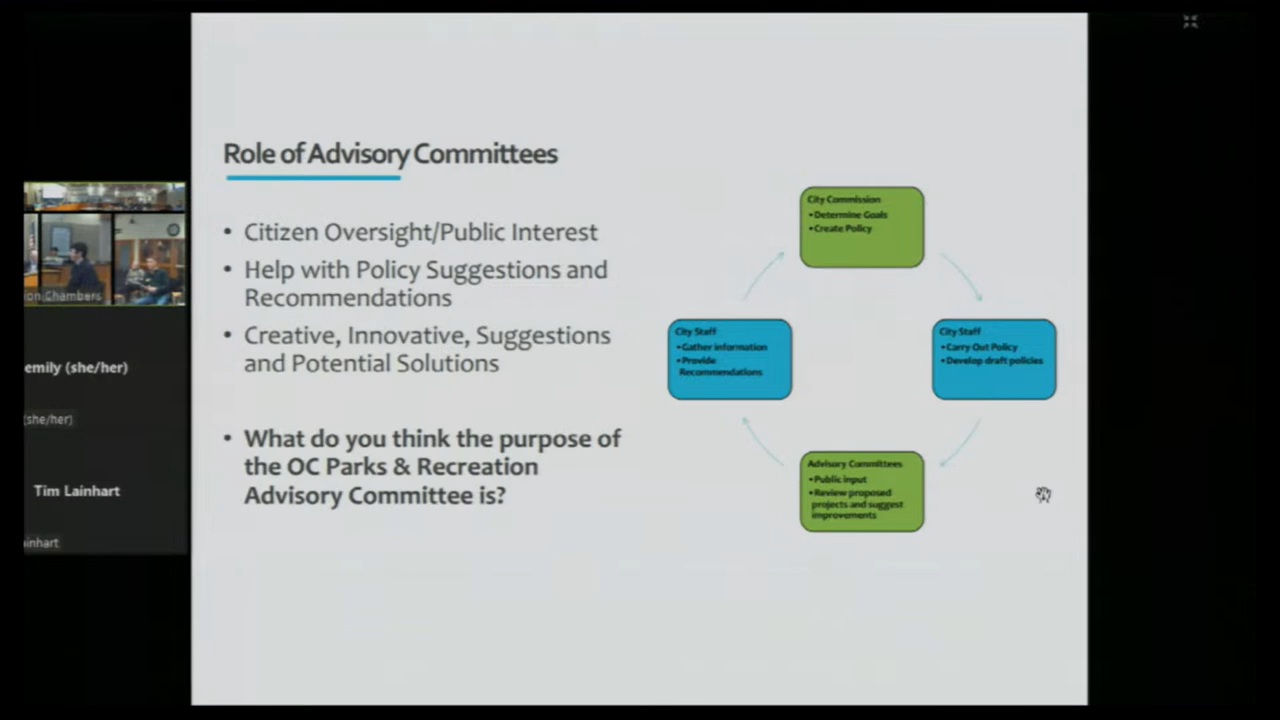 Role of Advisory Committees
• Citizen Oversight/Public Interest
• Help with Policy Suggestions and
Recommendations
• Creative, Innovative, Suggestions
and Potential Solutions
• What do you think the purpose of
the OC Parks & Recreation
Advisory Committee is?
City Commission
•Determine Goals
•Create Policy
City Staff
•Gather information
•Provide
Recommendations
City Staff
•Carry Out Policy
•Develop draft policies
Advisory Committees
•Public input
•Review proposed
projects and suggest
improvements
on Chambers
emily (she/her)
(she/her)
Tim Lainhart
inhart